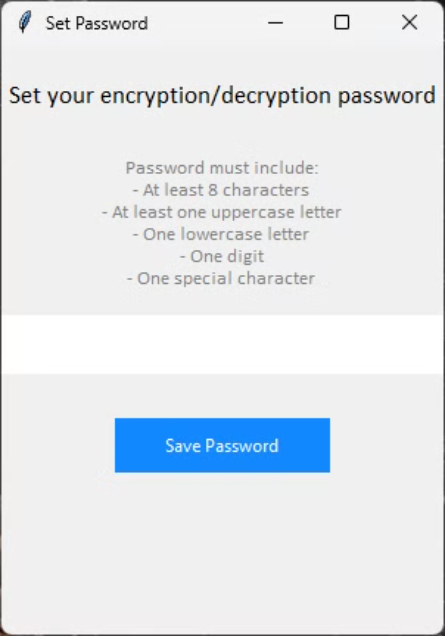 Set Password
Set your encryption/decryption password
Password must include:
- At least 8 characters
- At least one uppercase letter
- One lowercase letter
- One digit
- One special character
Save Password